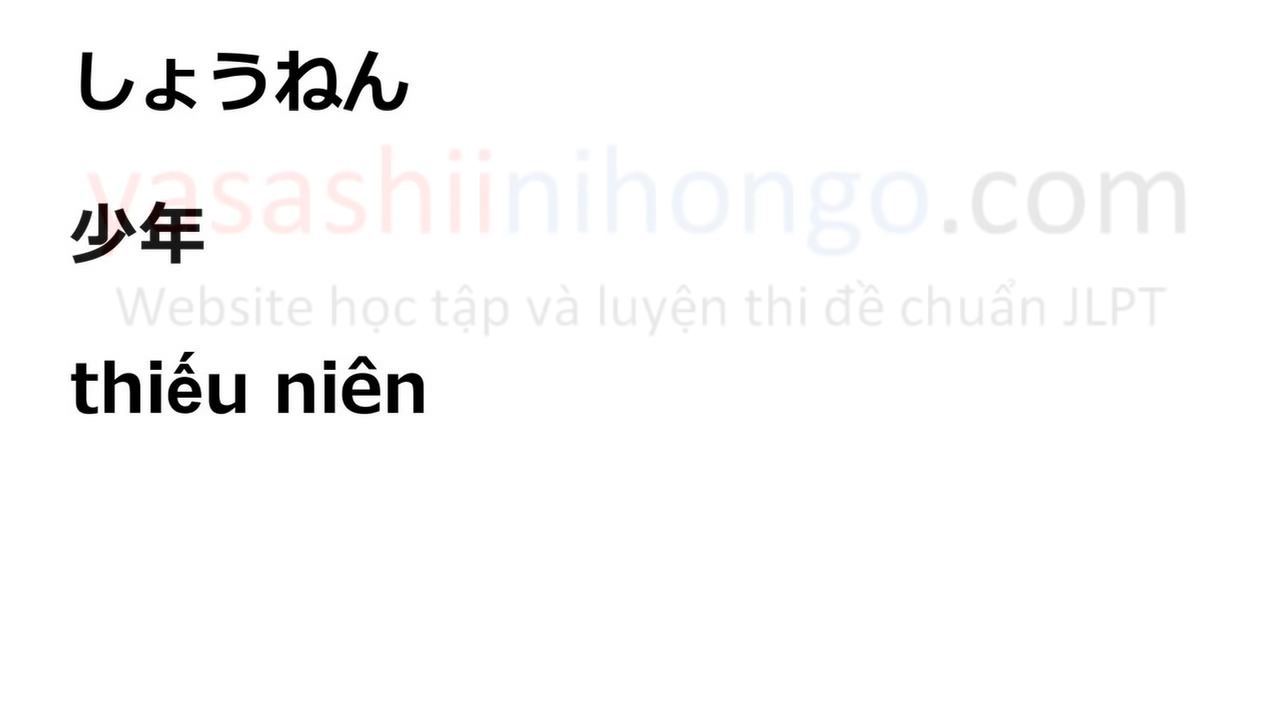 しょうねん
yasashiinihongo.com
少年
Website học tập và luyện thi đề chuẩn JLPT
thiếu niên